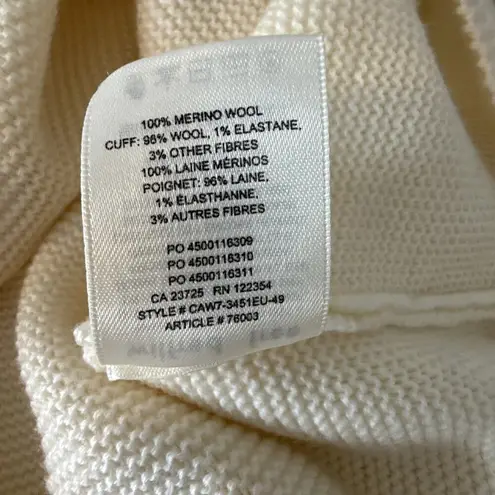 100% MERINO WOOL
CUFF: 96% WOOL, 1% ELASTANE,
3% OTHER FIBRES
100% LAINE MÉRINOS
POIGNET: 96% LAINE,
1% ÉLASTHANNE,
3% AUTRES FIBRES
PO 4500116309
PO 4500116310
PO 4500116311
CA 23725 RN 122354
STYLE # CAW7-3451EU-49
ARTICLE # 76003